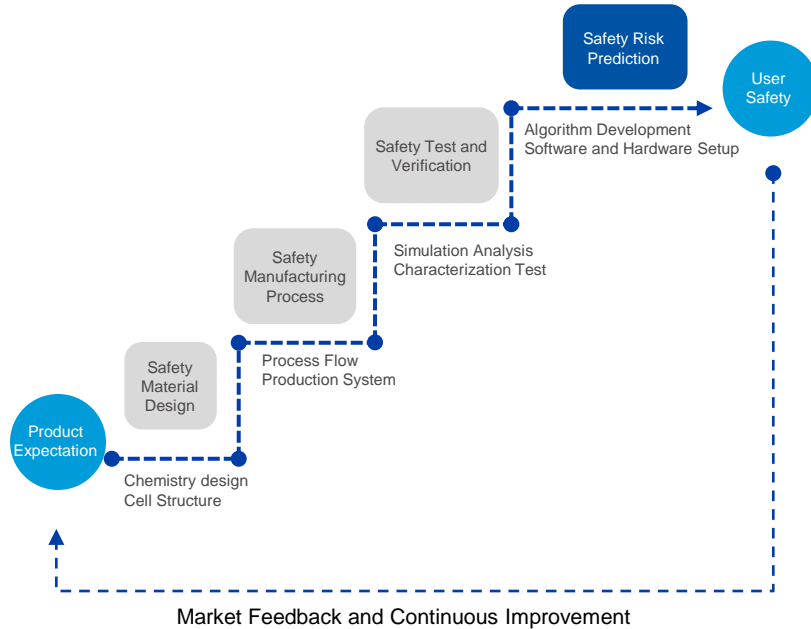 Safety Risk
Prediction
User
Safety
Algorithm Development
Software and Hardware Setup
Safety Test and
Verification
Simulation Analysis
Characterization Test
Safety
Manufacturing
Process
Process Flow
Production System
Safety
Material
Design
Product
Expectation
Chemistry design
Cell Structure
Market Feedback and Continuous Improvement